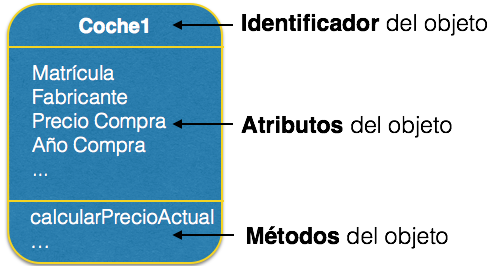 Coche1
Identificador del objeto
Matrícula
Fabricante
Precio Compra
Año Compra
...
Atributos del objeto
calcularPrecioActual
...
Métodos del objeto